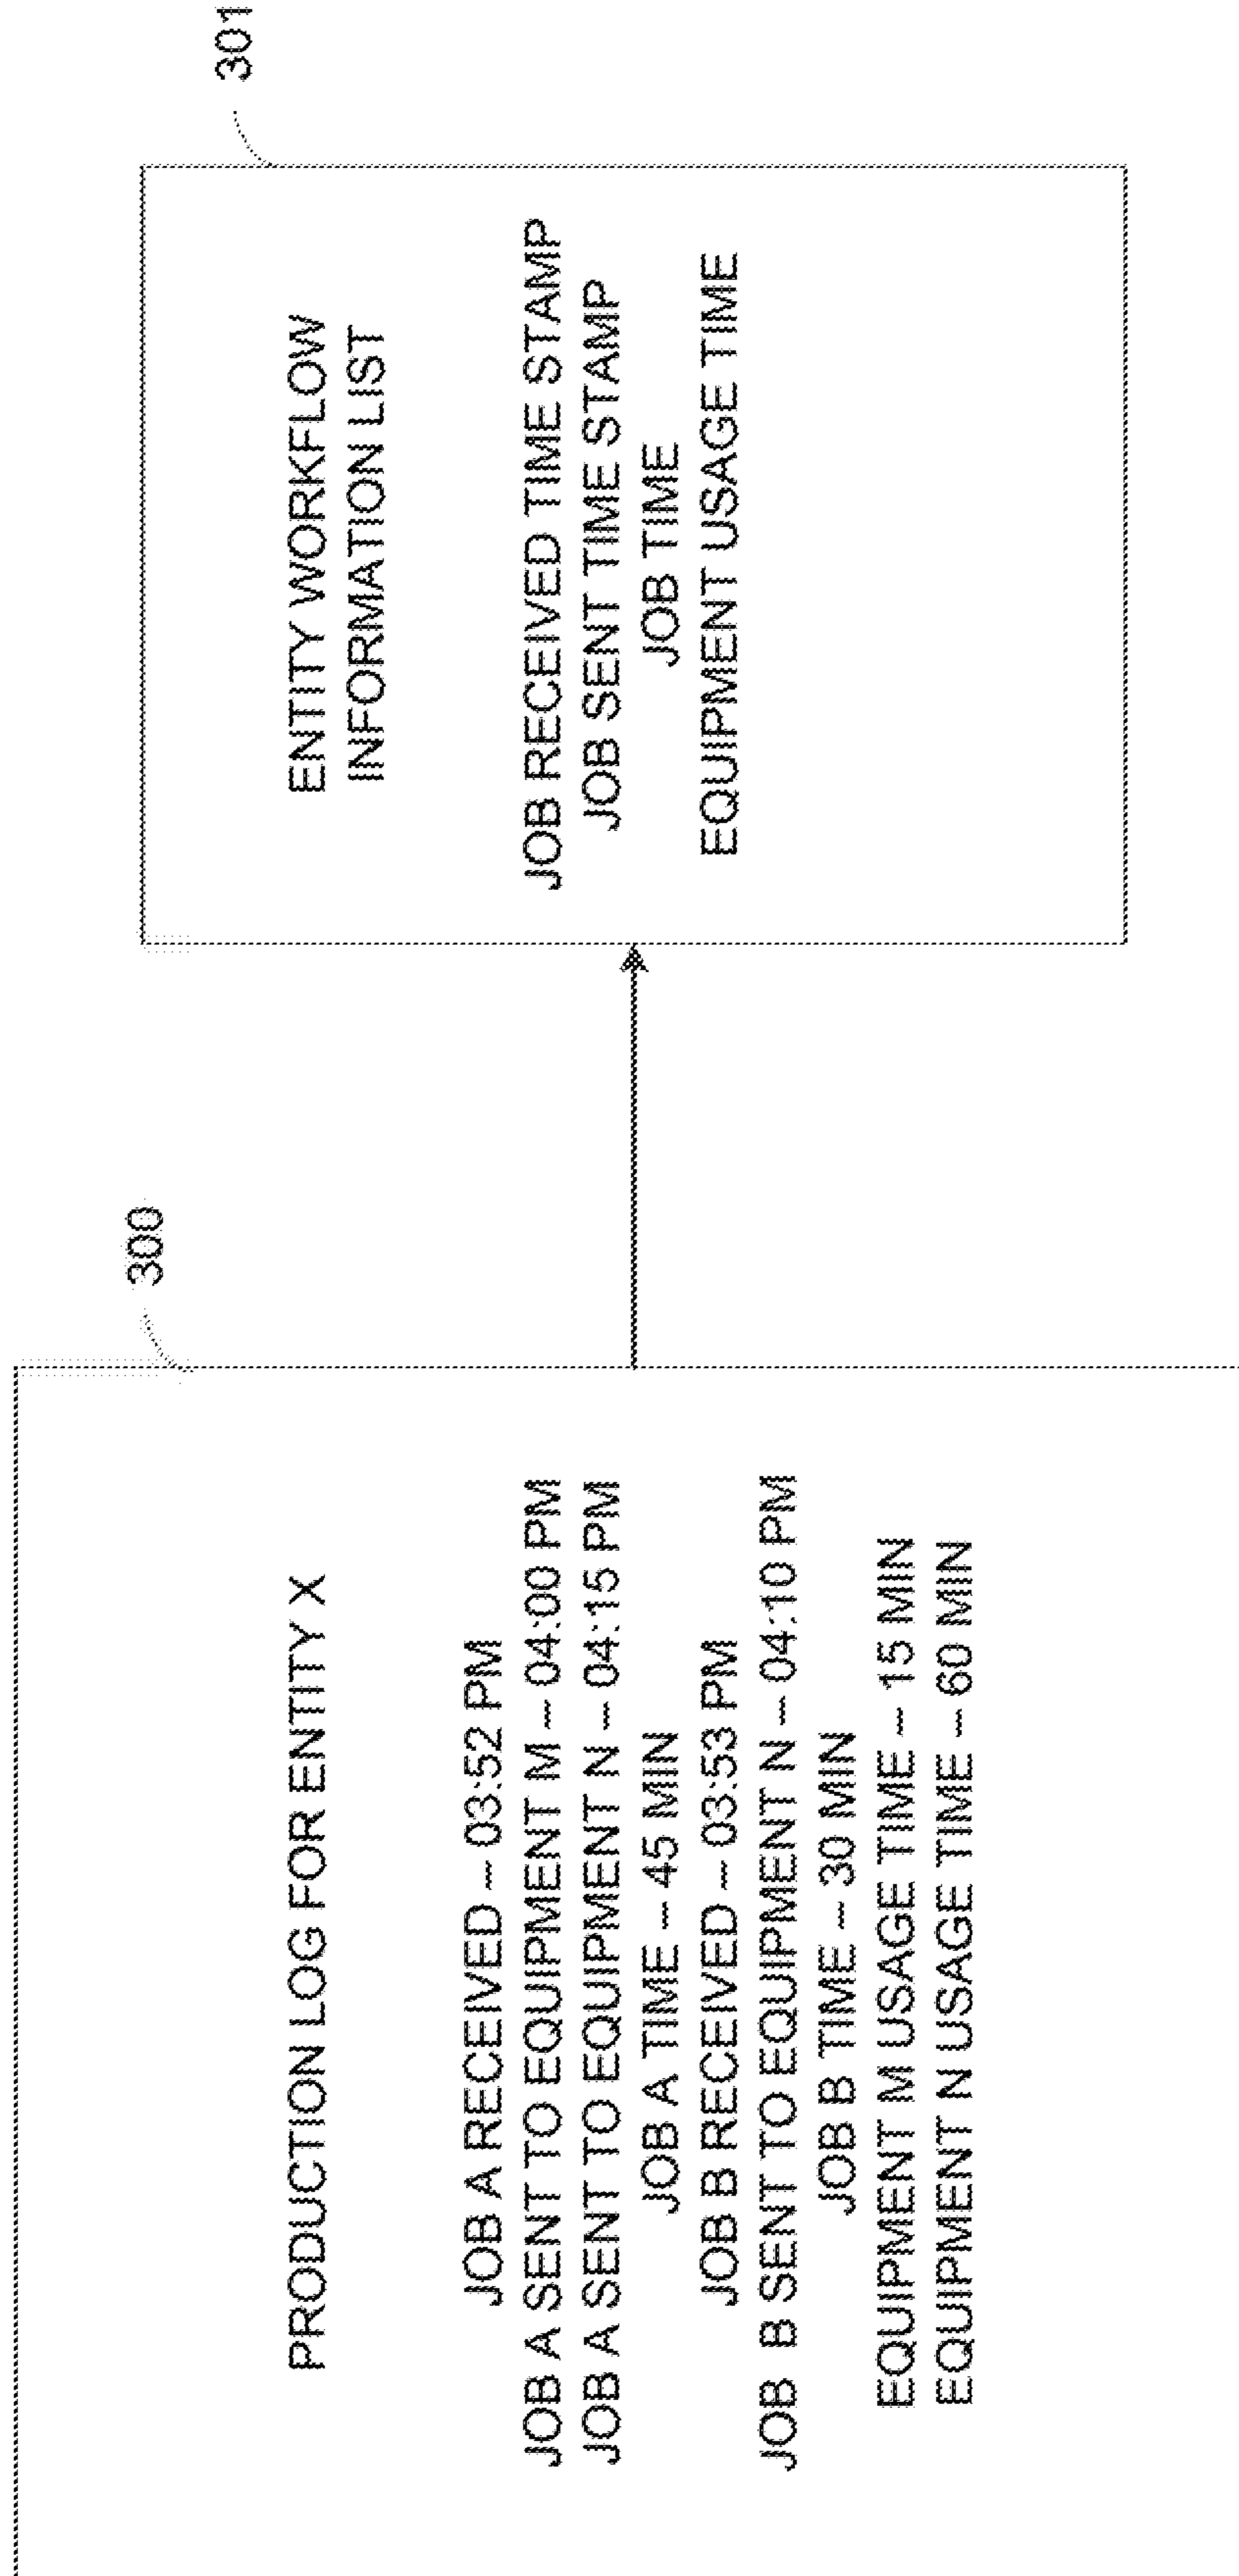 300
PRODUCTION LOG FOR ENTITY X
JOB A RECEIVED – 03:52 PM
JOB A SENT TO EQUIPMENT M – 04:00 PM
JOB A SENT TO EQUIPMENT N – 04:15 PM
JOB A TIME – 45 MIN
JOB B RECEIVED – 03:53 PM
JOB B SENT TO EQUIPMENT N – 04:10 PM
JOB B TIME – 30 MIN
EQUIPMENT M USAGE TIME – 15 MIN
EQUIPMENT N USAGE TIME – 60 MIN
301
ENTITY WORKFLOW
INFORMATION LIST
JOB RECEIVED TIME STAMP
JOB SENT TIME STAMP
JOB TIME
EQUIPMENT USAGE TIME